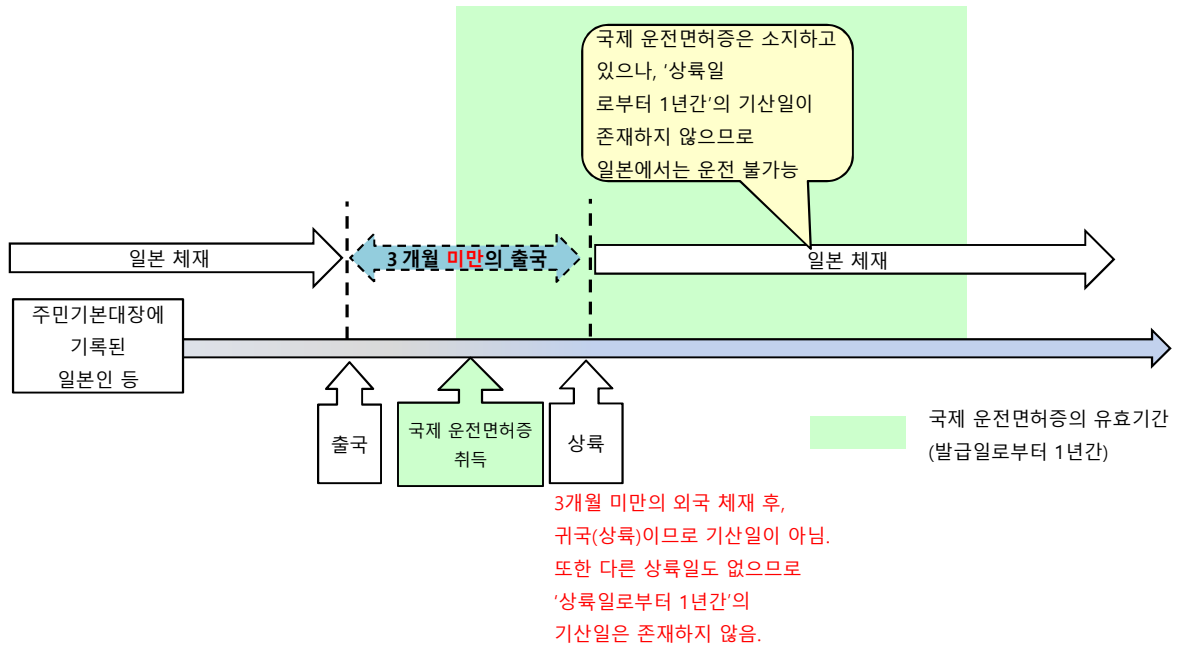 국제 운전면허증은 소지하고
있으나, ‘상륙일
로부터 1년간’의 기산일이
존재하지 않으므로
일본에서는 운전 불가능
일본 체재
3개월 미만의 출국
일본 체재
주민기본대장에
기록된
일본인 등
출국
국제 운전면허증
취득
상륙
국제 운전면허증의 유효기간
(발급일로부터 1년간)
3개월 미만의 외국 체재 후,
귀국(상륙)이므로 기산일이 아님.
또한 다른 상륙일도 없으므로
‘상륙일로부터 1년간’의
기산일은 존재하지 않음.